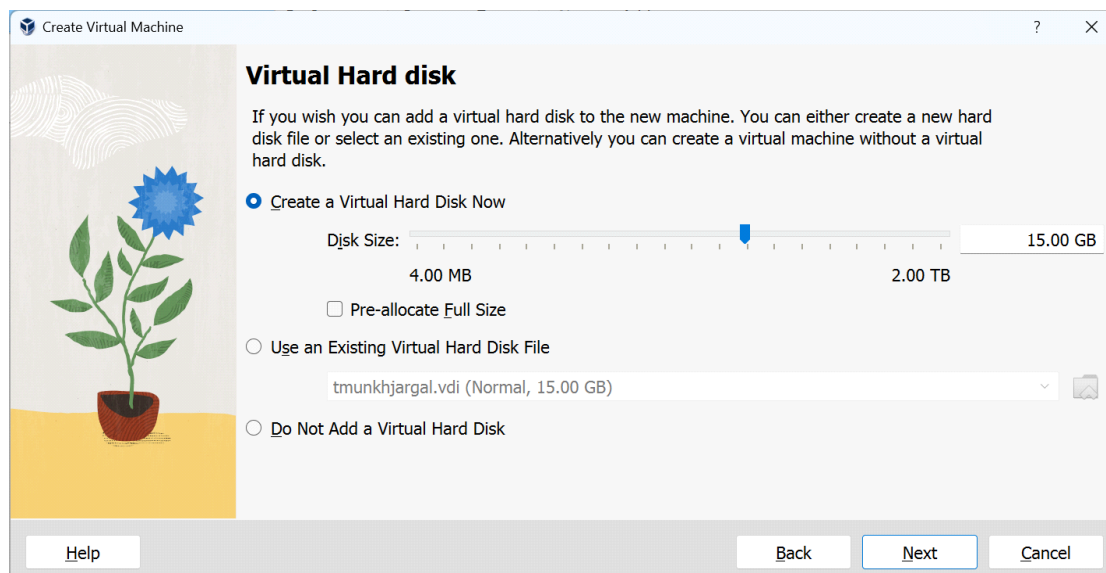 Create Virtual Machine
?
Virtual Hard disk
If you wish you can add a virtual hard disk to the new machine. You can either create a new hard
disk file or select an existing one. Alternatively you can create a virtual machine without a virtual
hard disk.
Create a Virtual Hard Disk Now
Disk Size:
15.00 GB
4.00 MB
2.00 TB
Pre-allocate Full Size
Use an Existing Virtual Hard Disk File
tmunkhjargal.vdi (Normal, 15.00 GB)
Do Not Add a Virtual Hard Disk
Help
Back
Next
Cancel